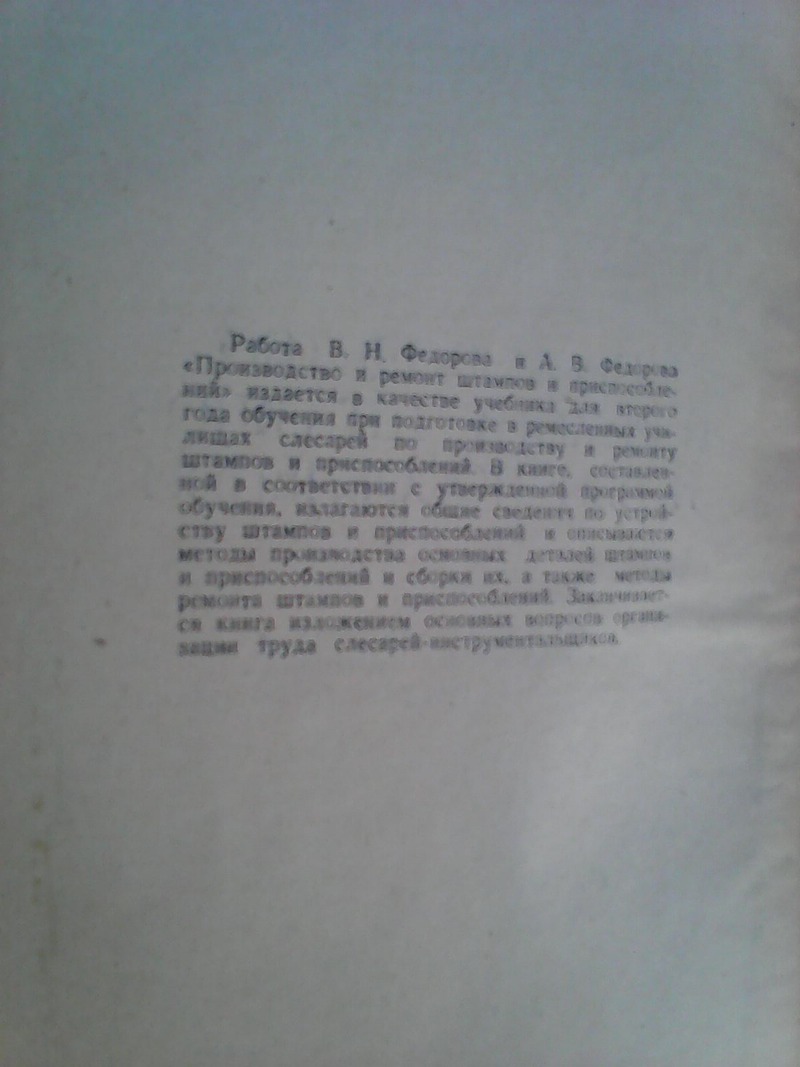 Работа В. Н. Федорова и А. В. Федорова
«Производство и ремонт штампов и приспособле-
ний» издается в качестве учебника для второго
года обучения при подготовке в ремесленных учи-
лищах слесарей по производству и ремонту
штампов и приспособлений. В книге, составлен-
ной в соответствии с утвержденной программой
обучения, излагаются общие сведения по устрой-
ству штампов и приспособлений и описываются
методы производства основных деталей штампов
и приспособлений и сборки их, а также методы
ремонта штампов и приспособлений. Заканчивает-
ся книга изложением основных вопросов органи-
зации труда слесарей-инструментальщиков.